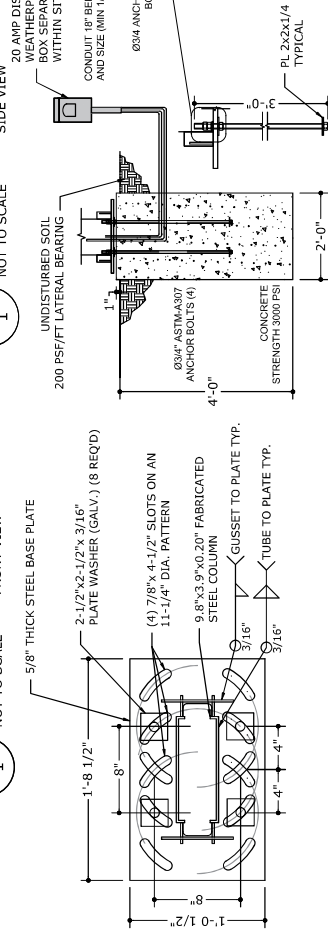 1
NOT TO SCALE
5/8" THICK STEEL BASE PLATE
2-1/2"x2-1/2"x 3/16"
PLATE WASHER (GALV.) (8 REQ'D)
(4) 7/8"x 4-1/2" SLOTS ON AN
11-1/4" DIA. PATTERN
9.8"x3.9"x0.20" FABRICATED
STEEL COLUMN
GUSSET TO PLATE TYP.
3/16"
TUBE TO PLATE TYP.
3/16"
1'-8 1/2"
8"
1'-0 1/2"
8"
4"
4"
1
NOT TO SCALE
SIDE VIEW
20 AMP DIS
WEATHERP
BOX SEPAR
WITHIN SIT
CONDUIT 18" BEL
AND SIZE (MIN 1
UNDISTURBED SOIL
200 PSF/FT LATERAL BEARING
1"
Ø3/4" ASTM-A307
ANCHOR BOLTS (4)
CONCRETE
STRENGTH 3000 PSI
4'-0"
2'-0"
Ø3/4 ANCH
BO
3'-0"
PL 2x2x1/4
TYPICAL